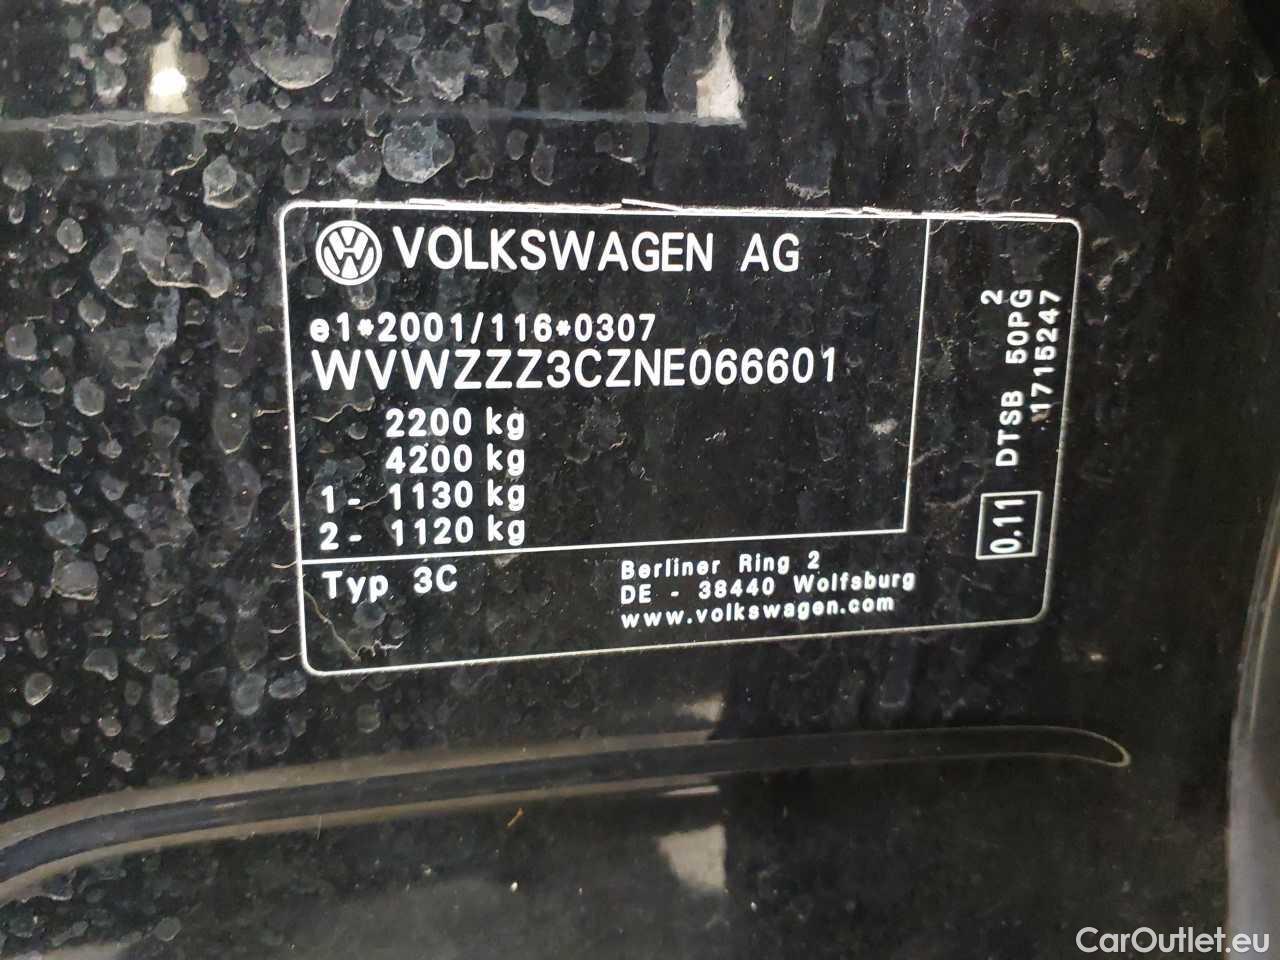 VOLKSWAGEN AG
e1*2001/116*0307
WVWZZZ3CZNE066601
2200 kg
4200 kg
1- 1130 kg
2- 1120 kg
Typ 3C
Berliner Ring 2
DE - 38440 Wolfsburg
www.volkswagen.com
2
DTSB 50PG
11715247
0.11
CarOutlet.eu